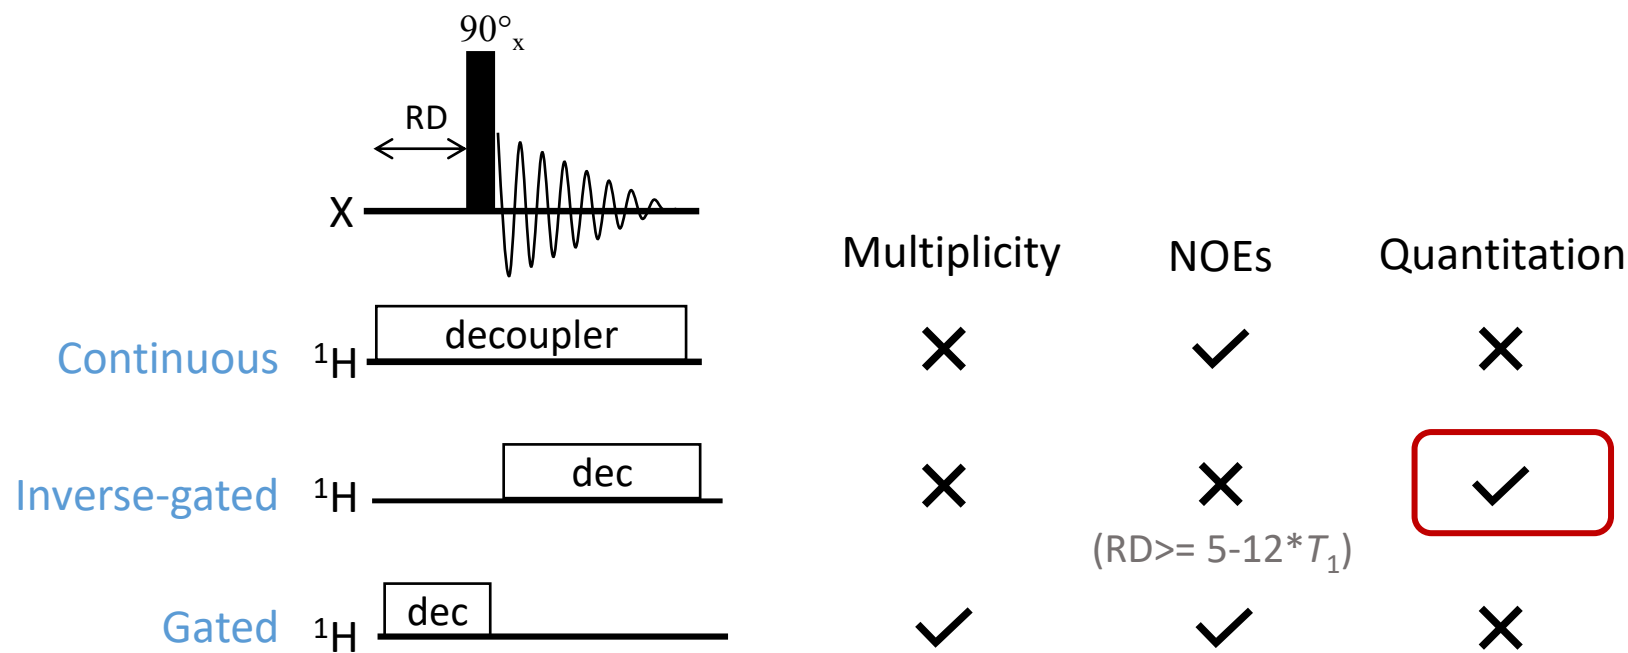 90°x
RD
X
Multiplicity NOEs Quantitation
Continuous ¹H decoupler
Inverse-gated ¹H dec
(RD>= 5-12*T₁)
Gated ¹H dec